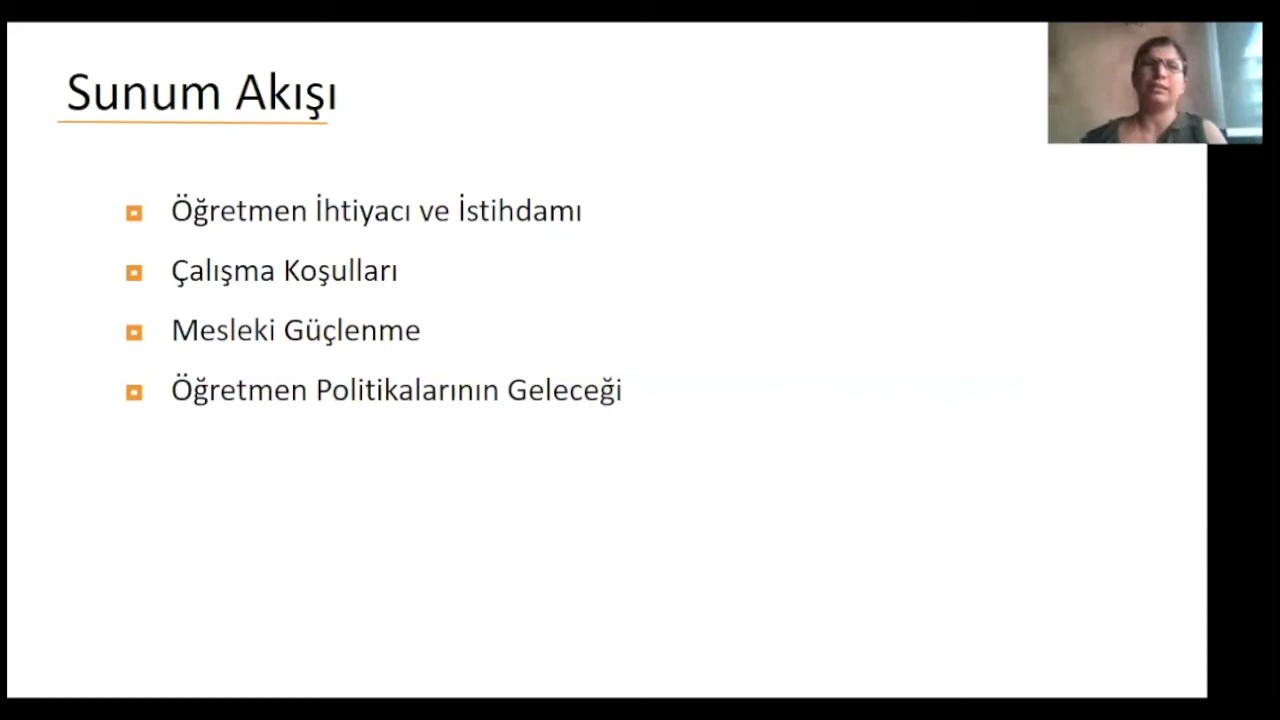 Sunum Akışı
Öğretmen İhtiyacı ve İstihdamı
Çalışma Koşulları
Mesleki Güçlenme
Öğretmen Politikalarının Geleceği